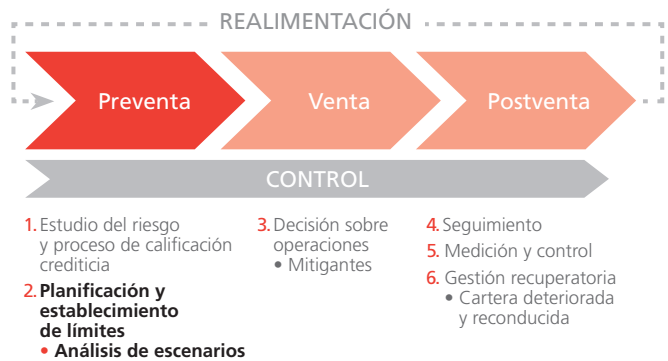 REALIMENTACIÓN
Preventa
Venta
Postventa
CONTROL
1. Estudio del riesgo
y proceso de calificación
crediticia
2. Planificación y
establecimiento
de límites
• Análisis de escenarios
3. Decisión sobre
operaciones
• Mitigantes
4. Seguimiento
5. Medición y control
6. Gestión recuperatoria
• Cartera deteriorada
y reconducida